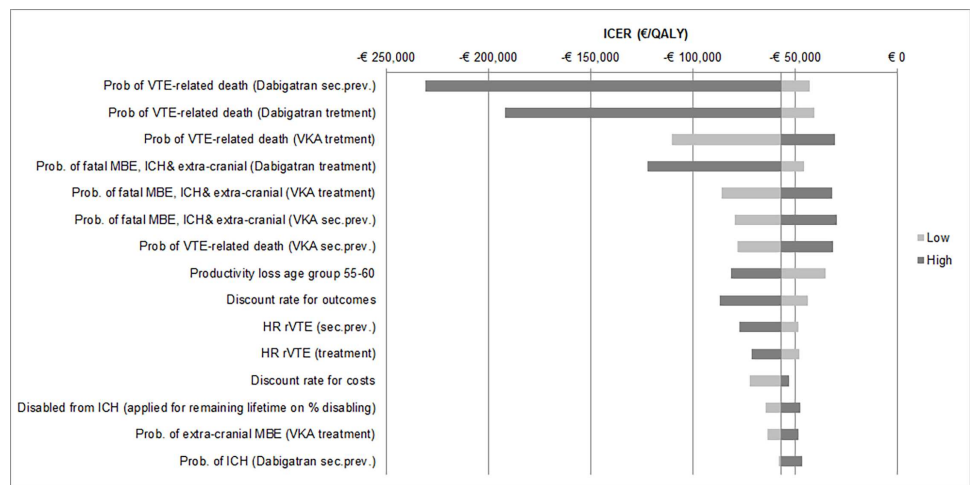 ICER (€/QALY)
-€ 250,000 -€ 200,000 -€ 150,000 -€ 100,000 -€ 50,000 € 0
Prob of VTE-related death (Dabigatran sec.prev.)
Prob of VTE-related death (Dabigatran tretment)
Prob of VTE-related death (VKA tretment)
Prob. of fatal MBE, ICH& extra-cranial (Dabigatran treatment)
Prob. of fatal MBE, ICH& extra-cranial (VKA treatment)
Prob. of fatal MBE, ICH& extra-cranial (VKA sec.prev.)
Prob of VTE-related death (VKA sec.prev.)
Productivity loss age group 55-60
Discount rate for outcomes
HR rVTE (sec.prev.)
HR rVTE (treatment)
Discount rate for costs
Disabled from ICH (applied for remaining lifetime on % disabling)
Prob. of extra-cranial MBE (VKA treatment)
Prob. of ICH (Dabigatran sec.prev.)
Low
High